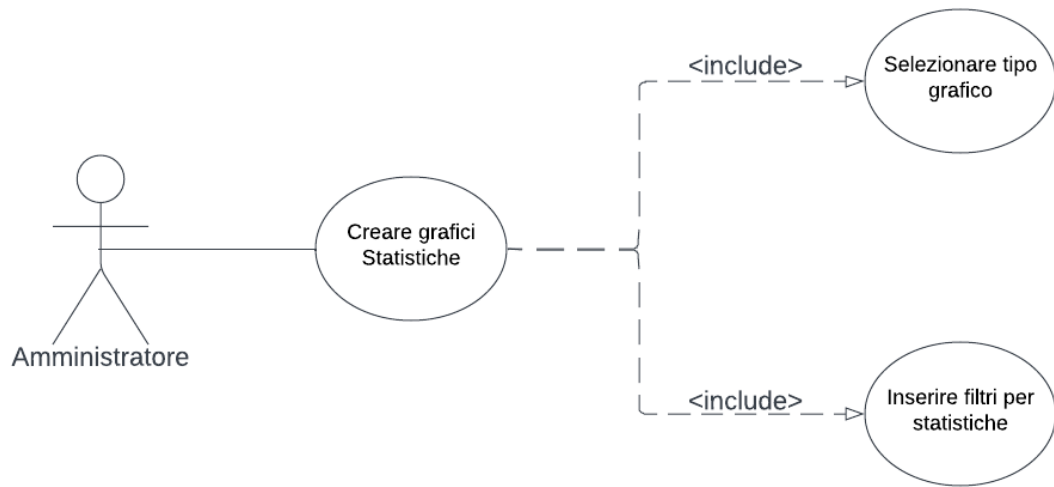 <include>
Selezionare tipo
grafico
Creare grafici
Statistiche
Amministratore
<include>
Inserire filtri per
statistiche